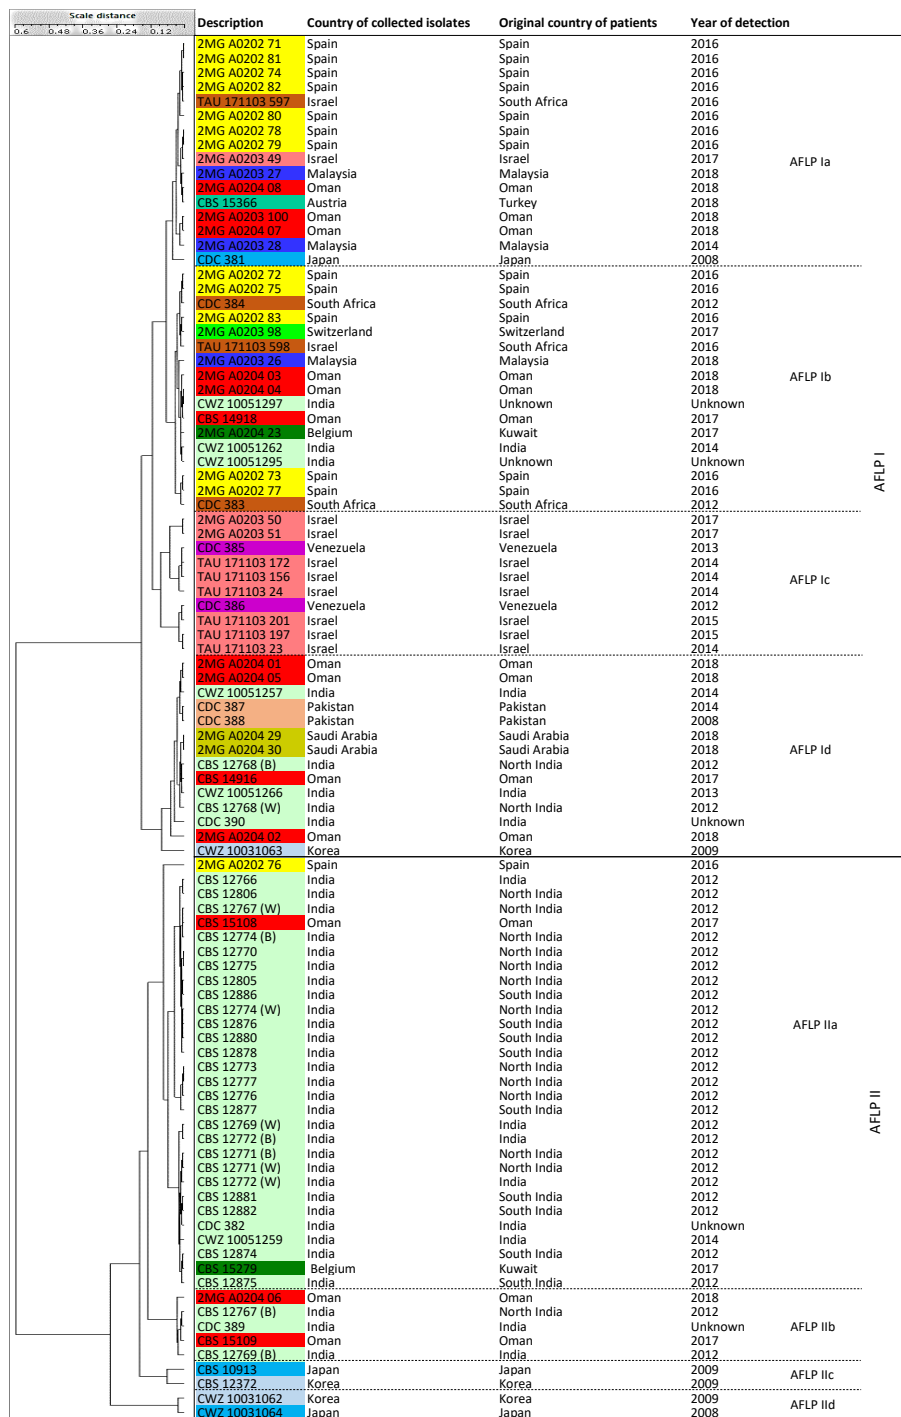 Scale distance
0.6 0.48 0.36 0.24 0.12
Description Country of collected isolates Original country of patients Year of detection
2MG A0202 71 Spain Spain 2016
2MG A0202 81 Spain Spain 2016
2MG A0202 74 Spain Spain 2016
2MG A0202 82 Spain Spain 2016
TAU 171103 597 Israel South Africa 2016
2MG A0202 80 Spain Spain 2016
2MG A0202 78 Spain Spain 2016
2MG A0202 79 Spain Spain 2016
2MG A0203 49 Israel Israel 2017
AFLP Ia
2MG A0203 27 Malaysia Malaysia 2018
2MG A0204 08 Oman Oman 2018
CBS 15366 Austria Turkey 2018
2MG A0203 100 Oman Oman 2018
2MG A0204 07 Oman Oman 2018
2MG A0203 28 Malaysia Malaysia 2014
CDC 381 Japan Japan 2008
2MG A0202 72 Spain Spain 2016
2MG A0202 75 Spain Spain 2016
CDC 384 South Africa South Africa 2012
2MG A0202 83 Spain Spain 2016
2MG A0203 98 Switzerland Switzerland 2017
TAU 171103 598 Israel South Africa 2016
2MG A0203 26 Malaysia Malaysia 2018
2MG A0204 03 Oman Oman 2018
AFLP Ib
2MG A0204 04 Oman Oman 2018
CWZ 10051297 India Unknown Unknown
CBS 14918 Oman Oman 2017
2MG A0204 23 Belgium Kuwait 2017
CWZ 10051262 India India 2014
CWZ 10051295 India Unknown Unknown
AFLP I
2MG A0202 73 Spain Spain 2016
2MG A0202 77 Spain Spain 2016
CDC 383 South Africa South Africa 2012
2MG A0203 50 Israel Israel 2017
2MG A0203 51 Israel Israel 2017
CDC 385 Venezuela Venezuela 2013
TAU 171103 172 Israel Israel 2014
TAU 171103 156 Israel Israel 2014
AFLP Ic
TAU 171103 24 Israel Israel 2014
CDC 386 Venezuela Venezuela 2012
TAU 171103 201 Israel Israel 2015
TAU 171103 197 Israel Israel 2015
TAU 171103 23 Israel Israel 2014
2MG A0204 01 Oman Oman 2018
2MG A0204 05 Oman Oman 2018
CWZ 10051257 India India 2014
CDC 387 Pakistan Pakistan 2014
CDC 388 Pakistan Pakistan 2008
2MG A0204 29 Saudi Arabia Saudi Arabia 2018
2MG A0204 30 Saudi Arabia Saudi Arabia 2018
AFLP Id
CBS 12768 (B) India North India 2012
CBS 14916 Oman Oman 2017
CWZ 10051266 India India 2013
CBS 12768 (W) India North India 2012
CDC 390 India India Unknown
2MG A0204 02 Oman Oman 2018
CWZ 10031063 Korea Korea 2009
2MG A0202 76 Spain Spain 2016
CBS 12766 India India 2012
CBS 12806 India North India 2012
CBS 12767 (W) India North India 2012
CBS 15108 Oman Oman 2017
CBS 12774 (B) India North India 2012
CBS 12770 India North India 2012
CBS 12775 India North India 2012
CBS 12805 India North India 2012
CBS 12886 India South India 2012
CBS 12774 (W) India North India 2012
CBS 12876 India South India 2012
AFLP IIa
CBS 12880 India South India 2012
CBS 12878 India South India 2012
CBS 12773 India North India 2012
CBS 12777 India North India 2012
CBS 12776 India North India 2012
CBS 12877 India South India 2012
AFLP II
CBS 12769 (W) India India 2012
CBS 12772 (B) India India 2012
CBS 12771 (B) India North India 2012
CBS 12771 (W) India North India 2012
CBS 12772 (W) India India 2012
CBS 12881 India South India 2012
CBS 12882 India South India 2012
CDC 382 India India Unknown
CWZ 10051259 India India 2014
CBS 12874 India South India 2012
CBS 15279 Belgium Kuwait 2017
CBS 12875 India South India 2012
2MG A0204 06 Oman Oman 2018
CBS 12767 (B) India North India 2012
CDC 389 India India Unknown
AFLP IIb
CBS 15109 Oman Oman 2017
CBS 12769 (B) India India 2012
CBS 10913 Japan Japan 2009
AFLP IIc
CBS 12372 Korea Korea 2009
CWZ 10031062 Korea Korea 2009
AFLP IId
CWZ 10031064 Japan Japan 2008